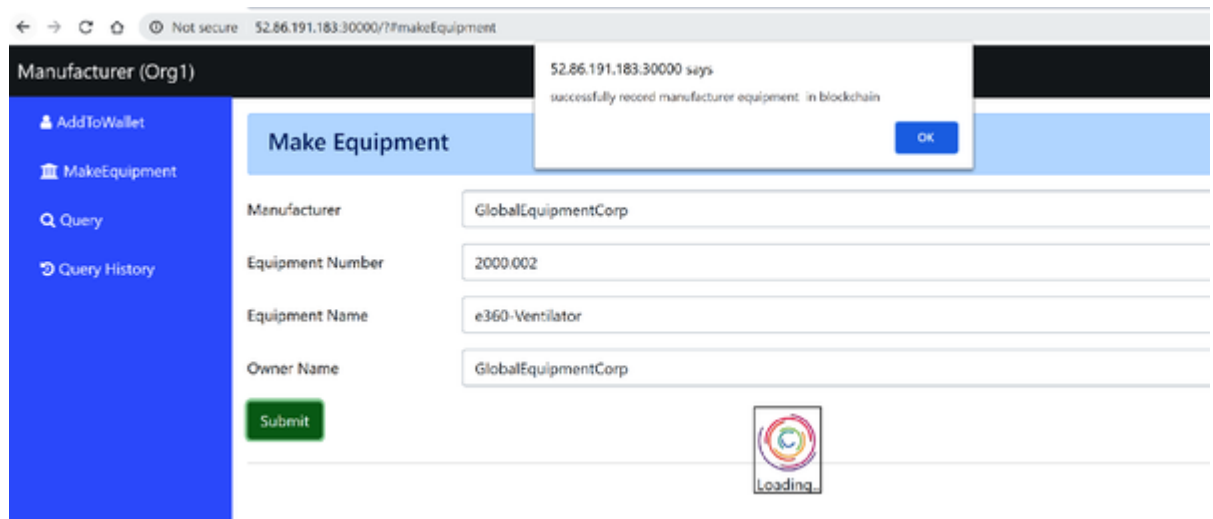 Not secure 52.86.191.183:30000/?#makeEquipment
Manufacturer (Org1)
52.86.191.183:30000 says
successfully record manufacturer equipment in blockchain
OK
AddToWallet
MakeEquipment
Query
Query History
Make Equipment
Manufacturer GlobalEquipmentCorp
Equipment Number 2000.002
Equipment Name e360-Ventilator
Owner Name GlobalEquipmentCorp
Submit
Loading..